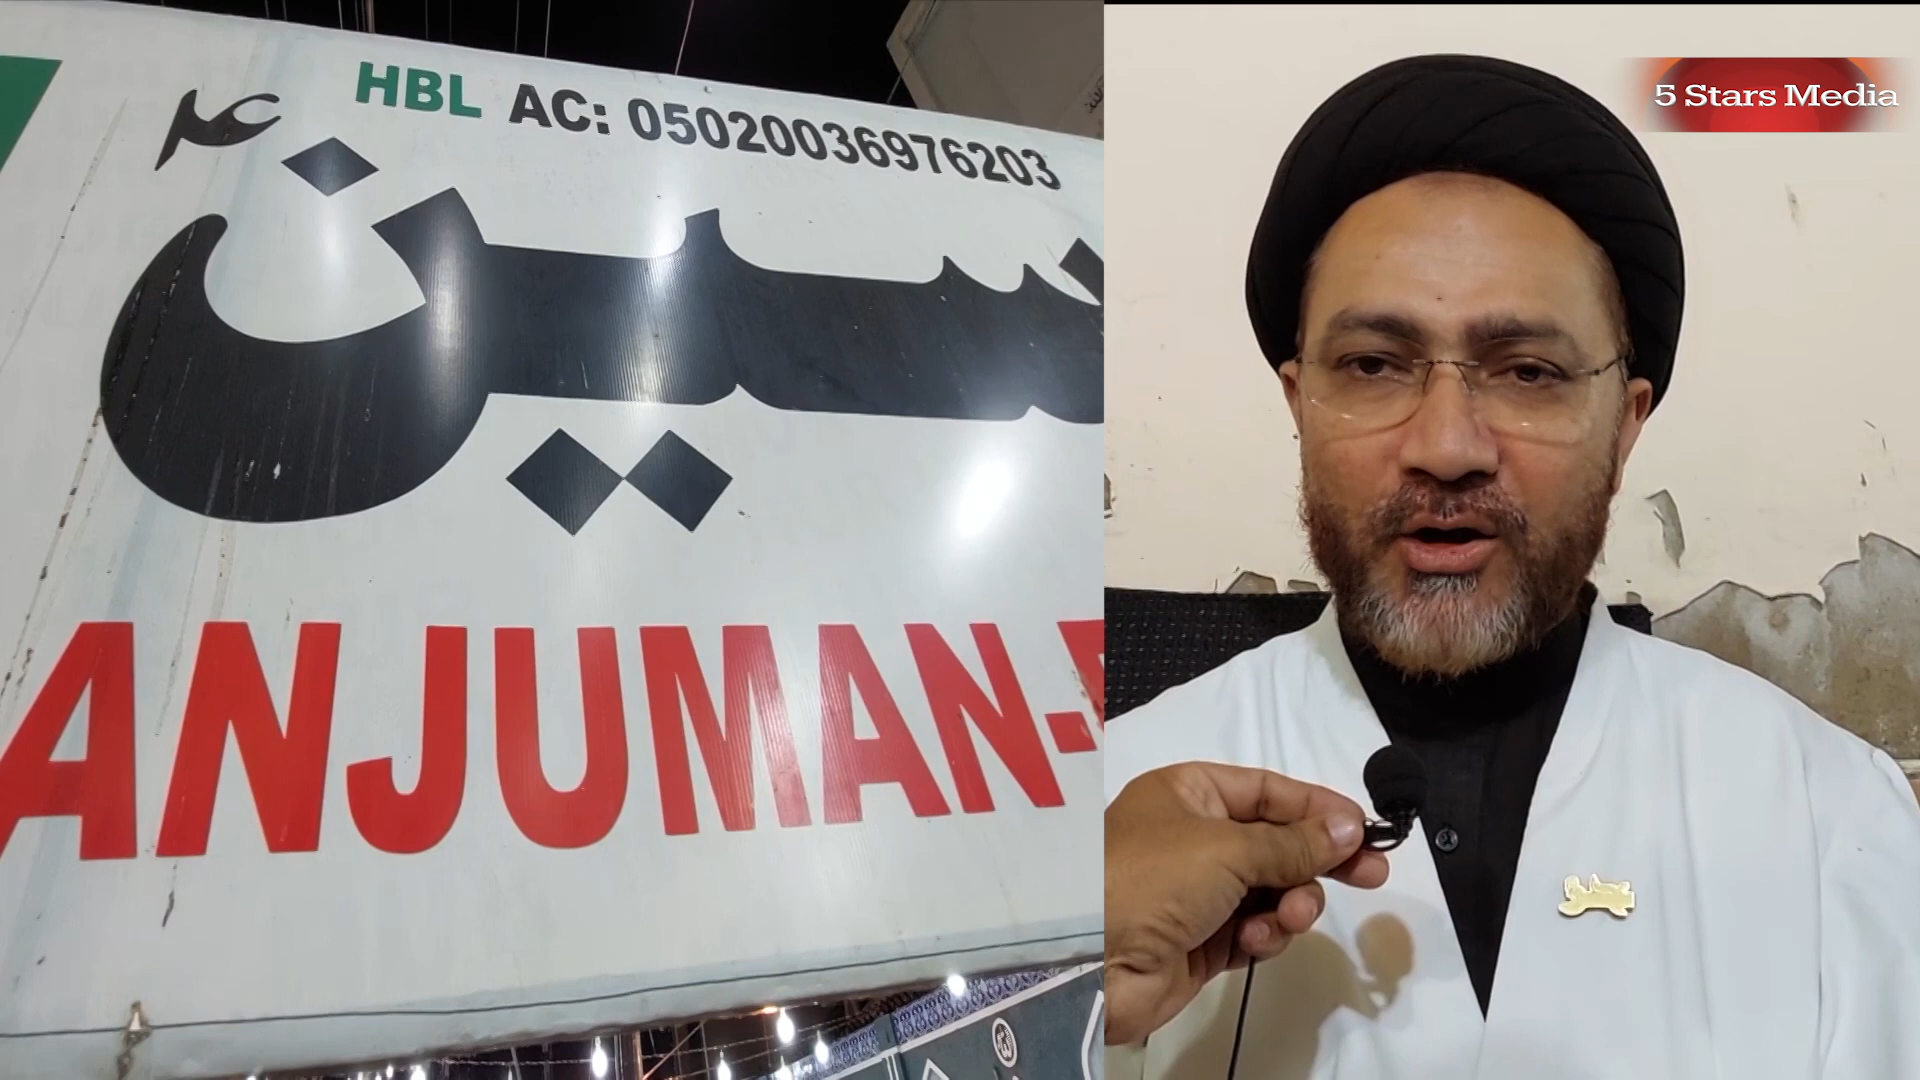 HBL AC: 05020036976203
سین ؑ
ANJUMAN-
5 Stars Media